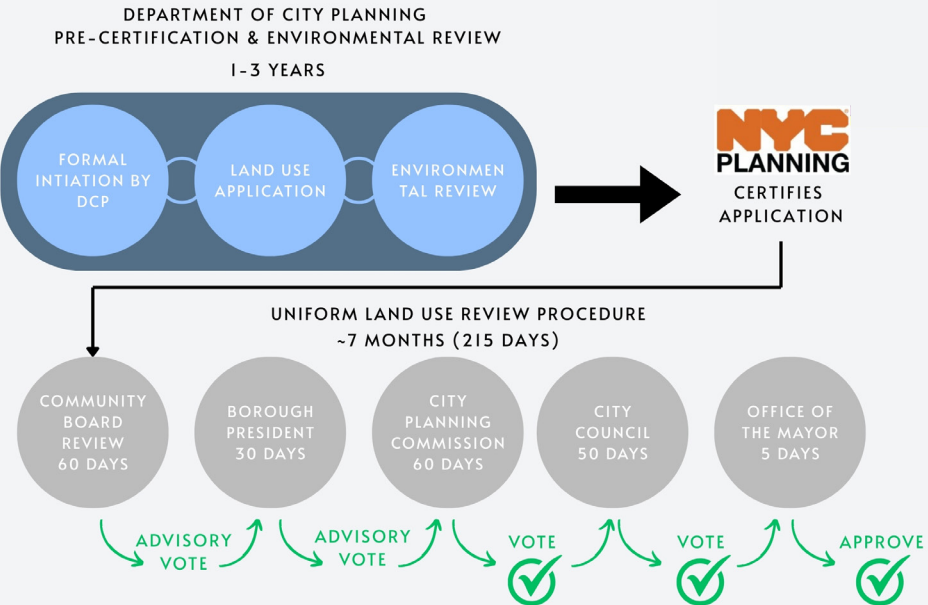 DEPARTMENT OF CITY PLANNING
PRE-CERTIFICATION & ENVIRONMENTAL REVIEW
1-3 YEARS
FORMAL
INTIATION BY
DCP
LAND USE
APPLICATION
ENVIRONMEN
TAL REVIEW
NYC
PLANNING
CERTIFIES
APPLICATION
UNIFORM LAND USE REVIEW PROCEDURE
~7 MONTHS (215 DAYS)
COMMUNITY
BOARD
REVIEW
60 DAYS
BOROUGH
PRESIDENT
30 DAYS
CITY
PLANNING
COMMISSION
60 DAYS
CITY
COUNCIL
50 DAYS
OFFICE OF
THE MAYOR
5 DAYS
ADVISORY
VOTE
ADVISORY
VOTE
VOTE
VOTE
APPROVE